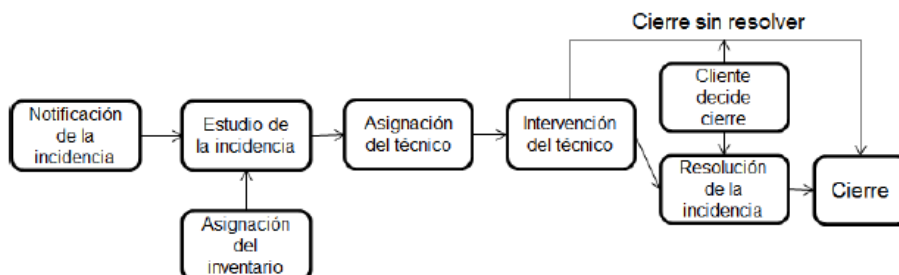 Cierre sin resolver
Notificación
de la
incidencia
Estudio de
la incidencia
Asignación
del técnico
Intervención
del técnico
Cliente
decide
cierre
Resolución
de la
incidencia
Cierre
Asignación
del
inventario